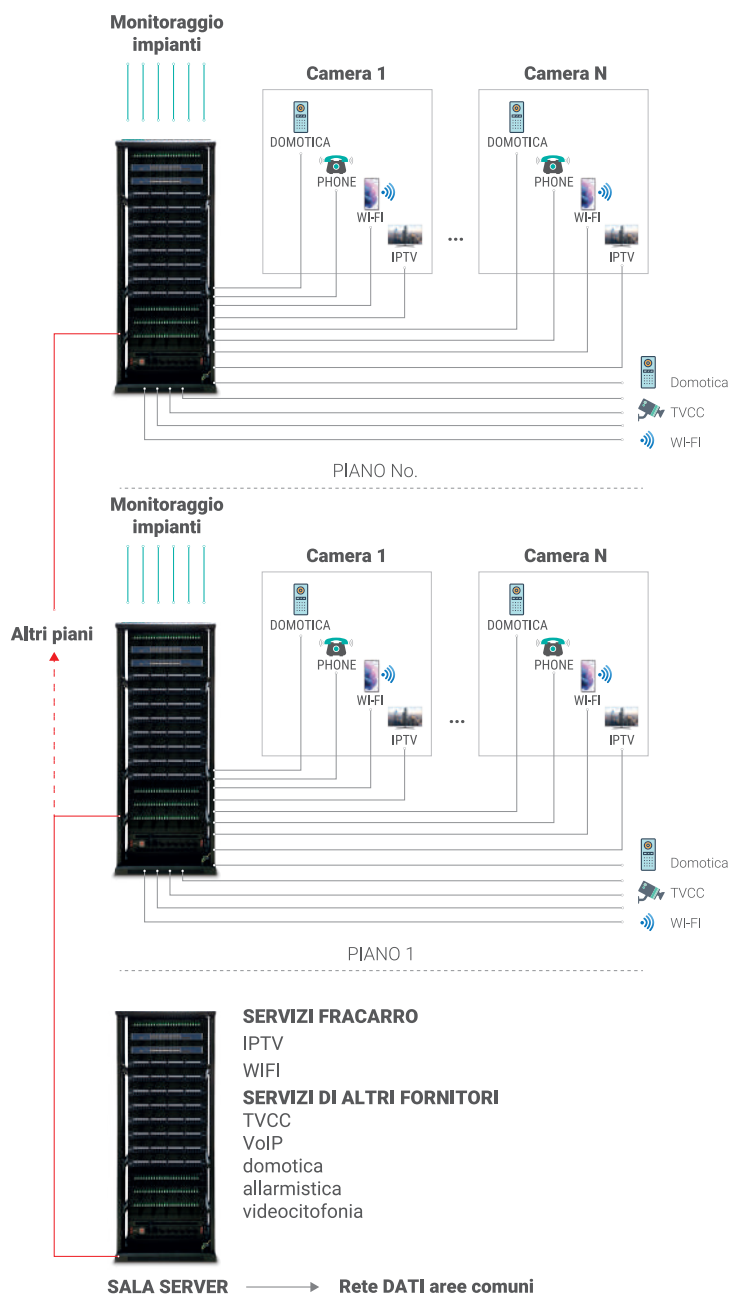 Monitoraggio
impianti
Camera 1
Camera N
DOMOTICA
PHONE
WI-FI
IPTV
...
DOMOTICA
PHONE
WI-FI
IPTV
Domotica
TVCC
WI-FI
PIANO No.
Monitoraggio
impianti
Camera 1
Camera N
DOMOTICA
PHONE
WI-FI
IPTV
...
DOMOTICA
PHONE
WI-FI
IPTV
Altri piani
Domotica
TVCC
WI-FI
PIANO 1
SERVIZI FRACARRO
IPTV
WIFI
SERVIZI DI ALTRI FORNITORI
TVCC
VoIP
domotica
allarmistica
videocitofonia
SALA SERVER
Rete DATI aree comuni